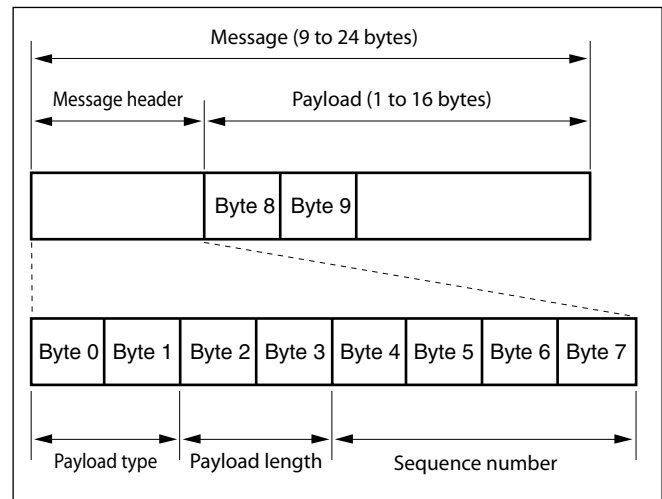 Message (9 to 24 bytes)
Message header Payload (1 to 16 bytes)
Byte 8 Byte 9
Byte 0 Byte 1 Byte 2 Byte 3 Byte 4 Byte 5 Byte 6 Byte 7
Payload type Payload length Sequence number